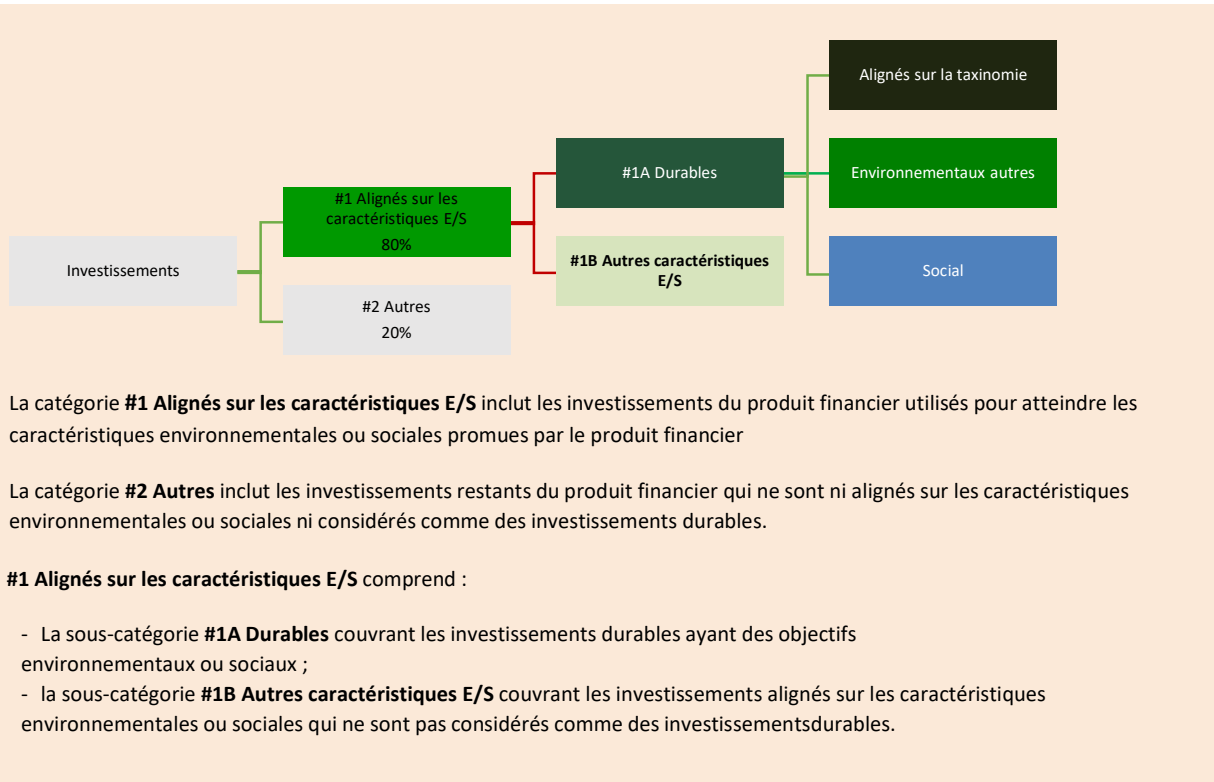 Alignés sur la taxinomie
#1A Durables
Environnementaux autres
#1 Alignés sur les
caractéristiques E/S
80%
Investissements
#1B Autres caractéristiques
E/S
Social
#2 Autres
20%
La catégorie #1 Alignés sur les caractéristiques E/S inclut les investissements du produit financier utilisés pour atteindre les
caractéristiques environnementales ou sociales promues par le produit financier
La catégorie #2 Autres inclut les investissements restants du produit financier qui ne sont ni alignés sur les caractéristiques
environnementales ou sociales ni considérés comme des investissements durables.
#1 Alignés sur les caractéristiques E/S comprend :
- La sous-catégorie #1A Durables couvrant les investissements durables ayant des objectifs
environnementaux ou sociaux ;
- la sous-catégorie #1B Autres caractéristiques E/S couvrant les investissements alignés sur les caractéristiques
environnementales ou sociales qui ne sont pas considérés comme des investissementsdurables.